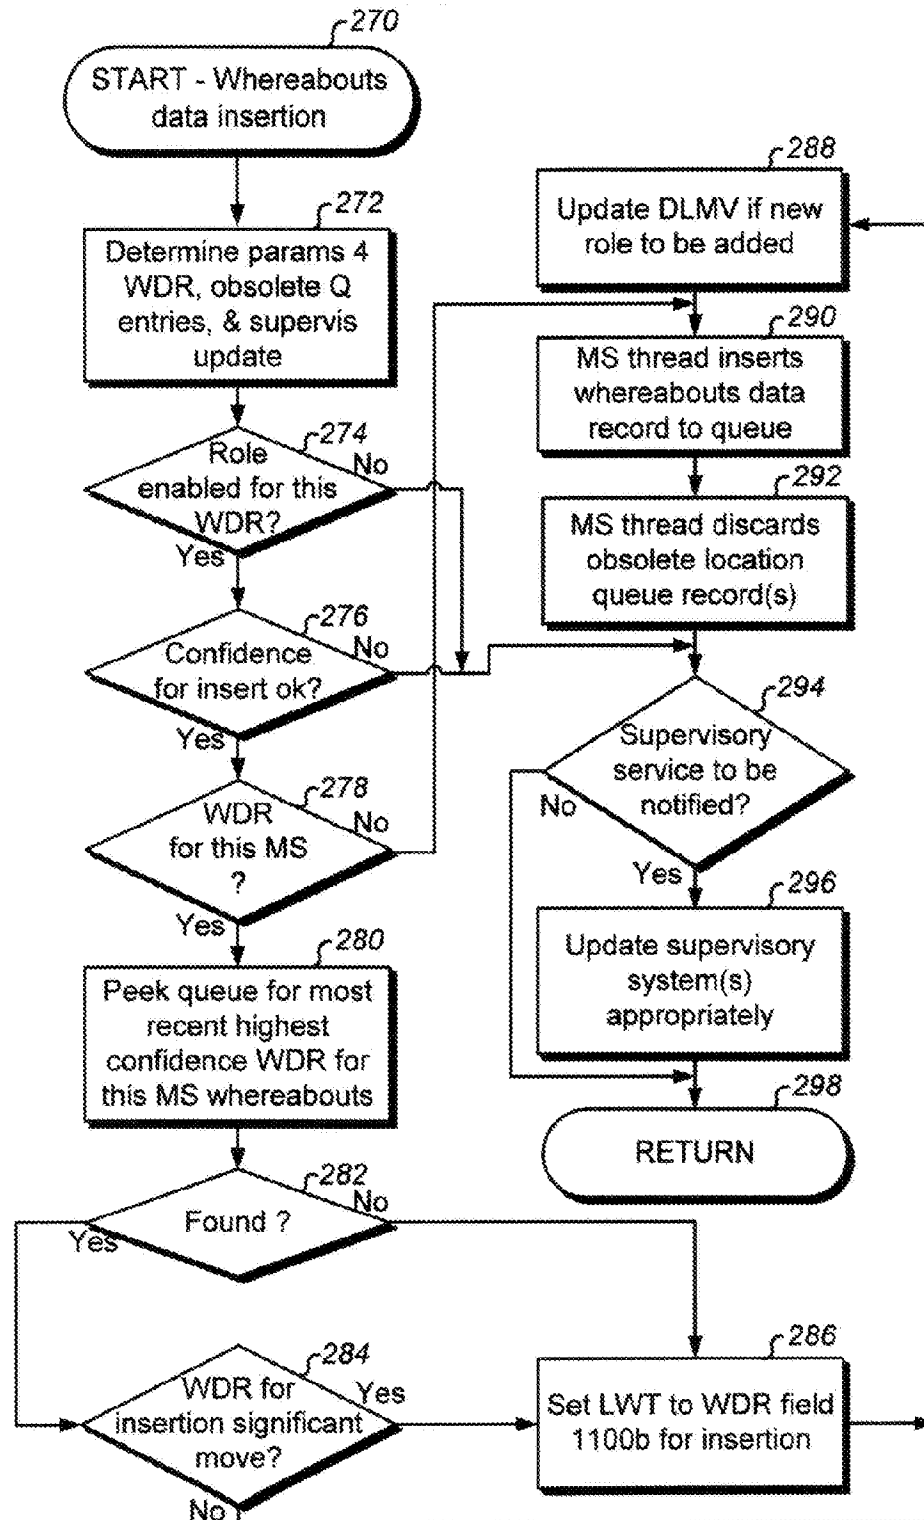 270
START - Whereabouts
data insertion
272
Determine params 4
WDR, obsolete Q
entries, & supervis
update
274
Role
enabled for this
WDR?
No
Yes
276
Confidence
for insert ok?
No
Yes
278
WDR
for this MS
?
No
Yes
280
Peek queue for most
recent highest
confidence WDR for
this MS whereabouts
282
Found ?
No
Yes
284
WDR for
insertion significant
move?
Yes
No
286
Set LWT to WDR field
1100b for insertion
288
Update DLMV if new
role to be added
290
MS thread inserts
whereabouts data
record to queue
292
MS thread discards
obsolete location
queue record(s)
294
Supervisory
service to be
notified?
No
Yes
296
Update supervisory
system(s)
appropriately
298
RETURN